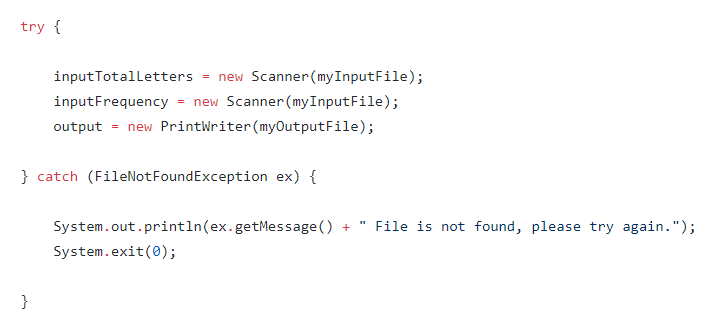 try {
inputTotalLetters = new Scanner(myInputFile);
inputFrequency = new Scanner(myInputFile);
output = new PrintWriter(myOutputFile);
} catch (FileNotFoundException ex) {
System.out.println(ex.getMessage() + " File is not found, please try again.");
System.exit(0);
}